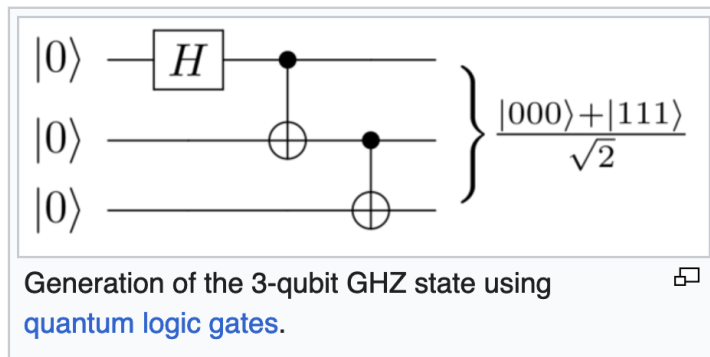 |0⟩ H
|0⟩
|0⟩
|000⟩+|111⟩
√2
Generation of the 3-qubit GHZ state using
quantum logic gates.